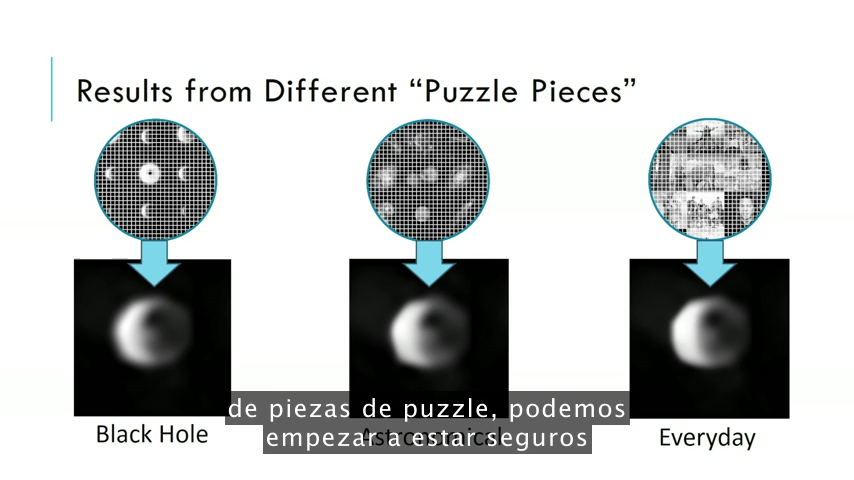 Results from Different “Puzzle Pieces”
Black Hole
Astronomical
Everyday
de piezas de puzzle, podemos
empezar a estar seguros